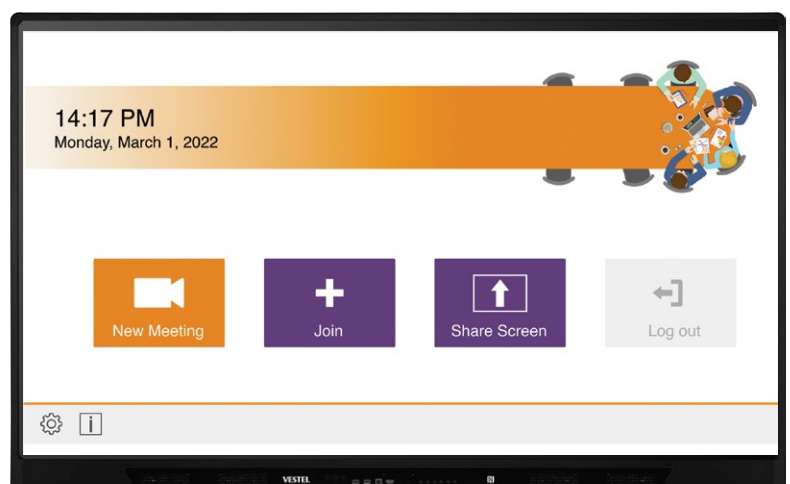 14:17 PM
Monday, March 1, 2022
New Meeting
Join
Share Screen
Log out
i
VESTEL
N